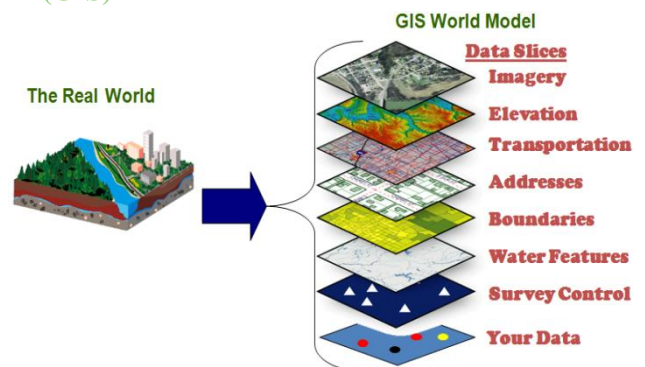 GIS World Model
Data Slices
Imagery
The Real World
Elevation
Transportation
Addresses
Boundaries
Water Features
Survey Control
Your Data